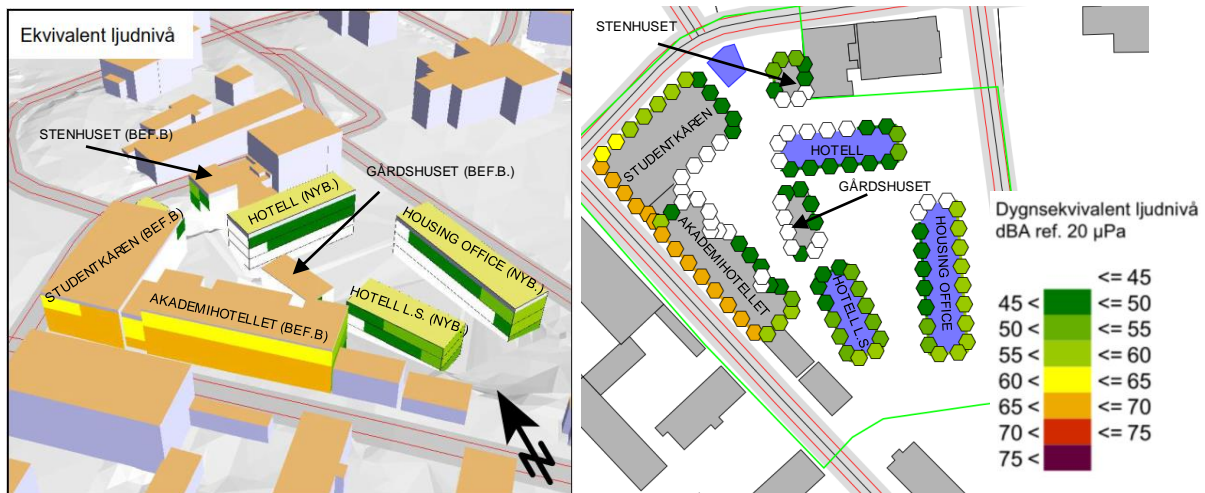 Ekvivalent ljudnivå
STENHUSET (BEF.B)
GÅRDSHUSET (BEF.B.)
HOTELL (NYB.)
HOUSING OFFICE (NYB.)
STUDENTKÅREN (BEF.B)
AKADEMIHOTELLET (BEF.B)
HOTELL L.S. (NYB.)
N
STENHUSET
STUDENTKÅREN
HOTELL
GÅRDSHUSET
AKADEMIHOTELLET
HOTELL L.S.
HOUSING OFFICE
Dygnsekvivalent ljudnivå
dBA ref. 20 µPa
<= 45
45 < <= 50
50 < <= 55
55 < <= 60
60 < <= 65
65 < <= 70
70 < <= 75
75 <